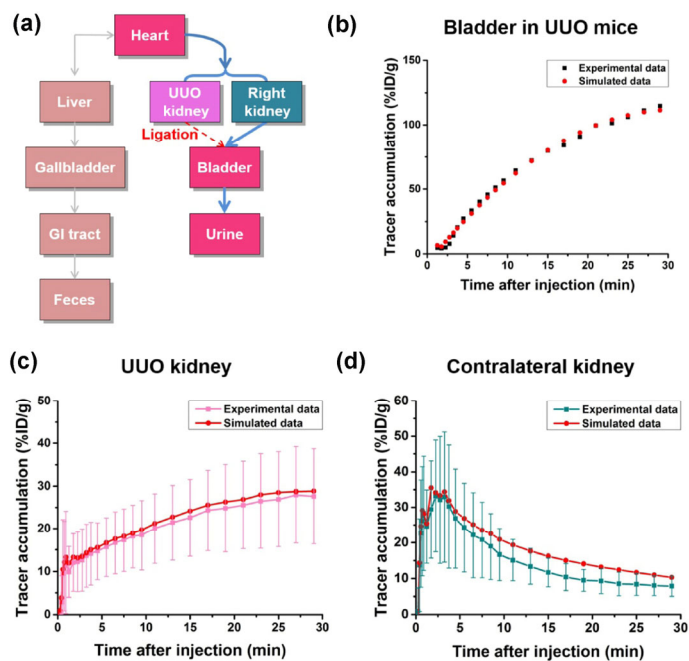 (a)
Heart
Liver
UUO
kidney
Right
kidney
Ligation
Gallbladder
Bladder
GI tract
Urine
Feces
(b)
Bladder in UUO mice
Experimental data
Simulated data
Tracer accumulation (%ID/g)
150
100
50
0
0 5 10 15 20 25 30
Time after injection (min)
(c)
UUO kidney
Experimental data
Simulated data
Tracer accumulation (%ID/g)
50
40
30
20
10
0
0 5 10 15 20 25 30
Time after injection (min)
(d)
Contralateral kidney
Experimental data
Simulated data
Tracer accumulation (%ID/g)
60
50
40
30
20
10
0
0 5 10 15 20 25 30
Time after injection (min)